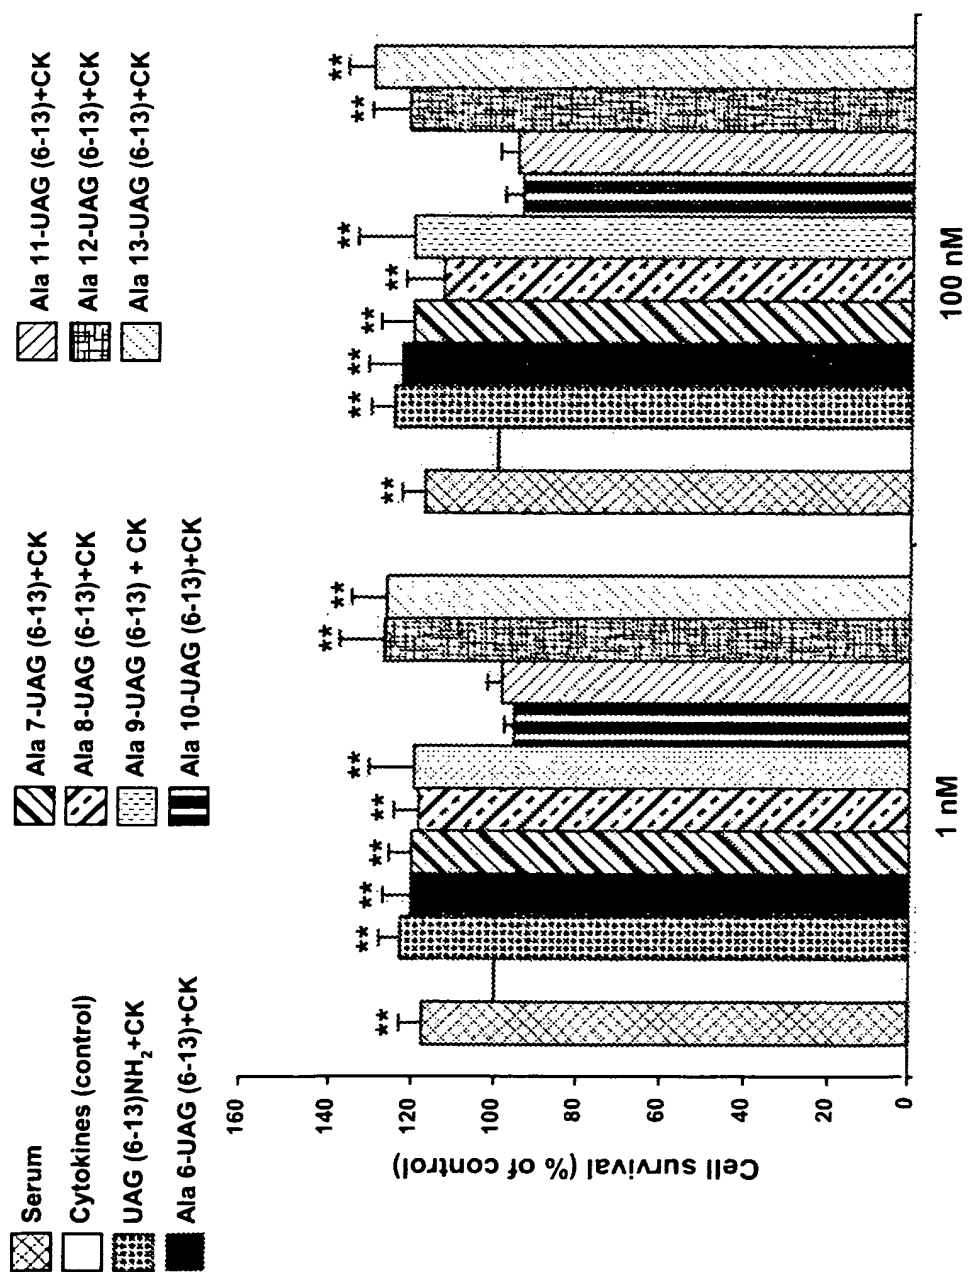 Serum
Cytokines (control)
UAG (6-13)NH₂+CK
Ala 6-UAG (6-13)+CK
Ala 7-UAG (6-13)+CK
Ala 8-UAG (6-13)+CK
Ala 9-UAG (6-13) + CK
Ala 10-UAG (6-13)+CK
Ala 11-UAG (6-13)+CK
Ala 12-UAG (6-13)+CK
Ala 13-UAG (6-13)+CK
Cell survival (% of control)
160
140
120
100
80
60
40
20
0
** ** ** ** ** ** ** **
** ** ** ** ** ** ** **
1 nM
100 nM